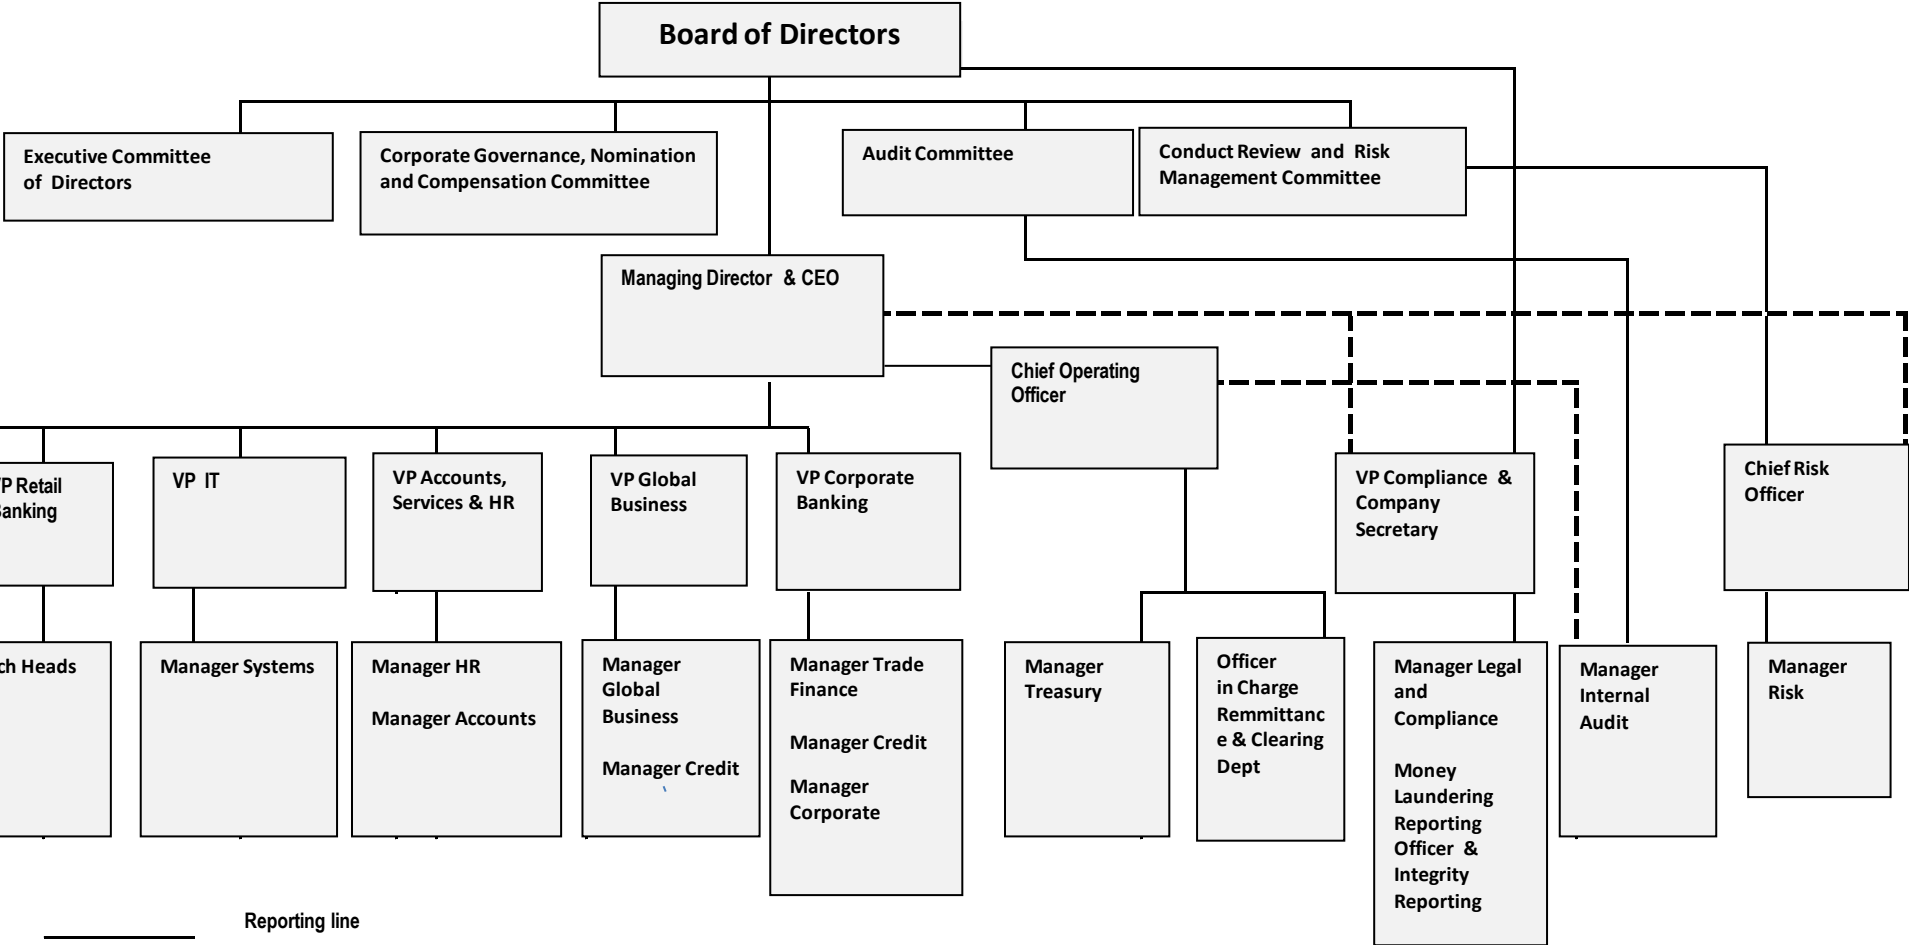 Board of Directors
Executive Committee
of Directors
Corporate Governance, Nomination
and Compensation Committee
Audit Committee
Conduct Review and Risk
Management Committee
Managing Director & CEO
Chief Operating
Officer
P Retail
anking
VP IT
VP Accounts,
Services & HR
VP Global
Business
VP Corporate
Banking
VP Compliance &
Company
Secretary
Chief Risk
Officer
ch Heads
Manager Systems
Manager HR
Manager Accounts
Manager
Global
Business
Manager Credit
Manager Trade
Finance
Manager Credit
Manager
Corporate
Manager
Treasury
Officer
in Charge
Remmittanc
e & Clearing
Dept
Manager Legal
and
Compliance
Money
Laundering
Reporting
Officer &
Integrity
Reporting
Manager
Internal
Audit
Manager
Risk
Reporting line